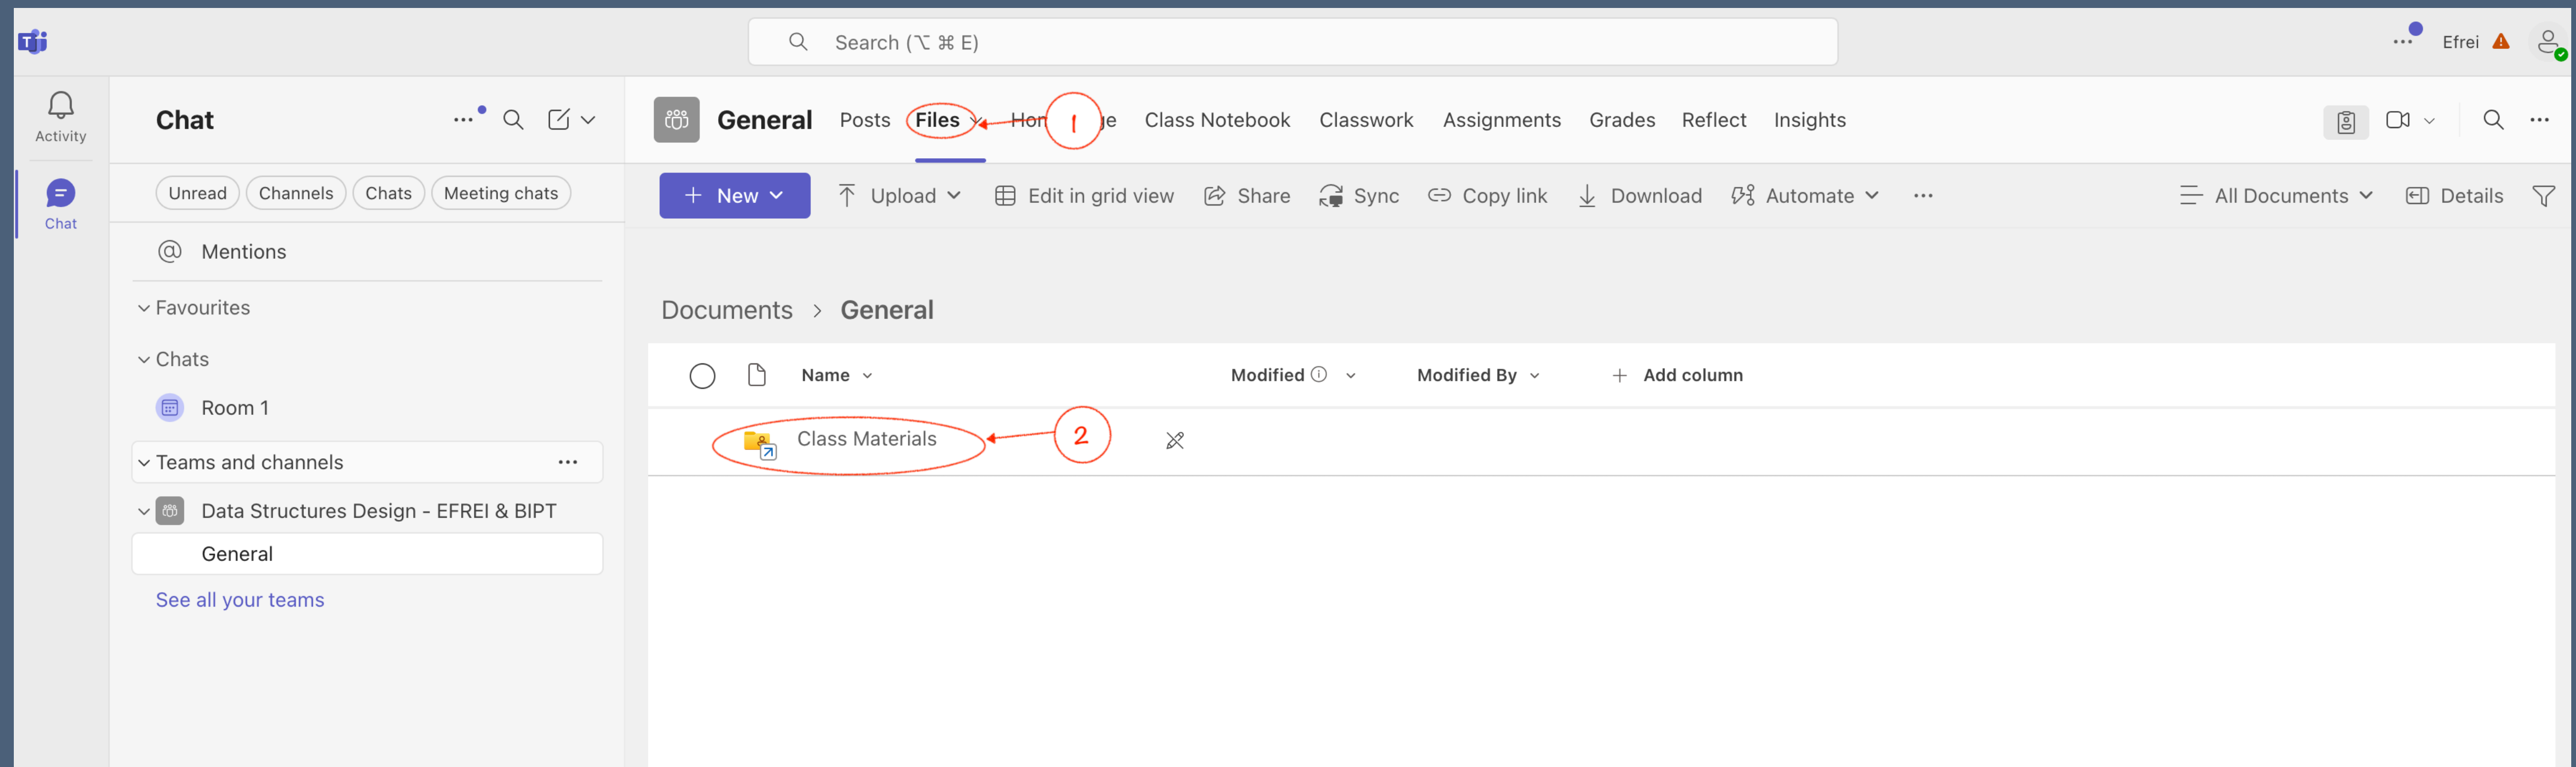 Search (⌥ ⌘ E)
Efrei
Activity
Chat
Chat
Unread Channels Chats Meeting chats
@ Mentions
Favourites
Chats
Room 1
Teams and channels
Data Structures Design - EFREI & BIPT
General
See all your teams
General Posts Files 1 Class Notebook Classwork Assignments Grades Reflect Insights
+ New Upload Edit in grid view Share Sync Copy link Download Automate ... All Documents Details
Documents > General
Name Modified Modified By + Add column
Class Materials 2